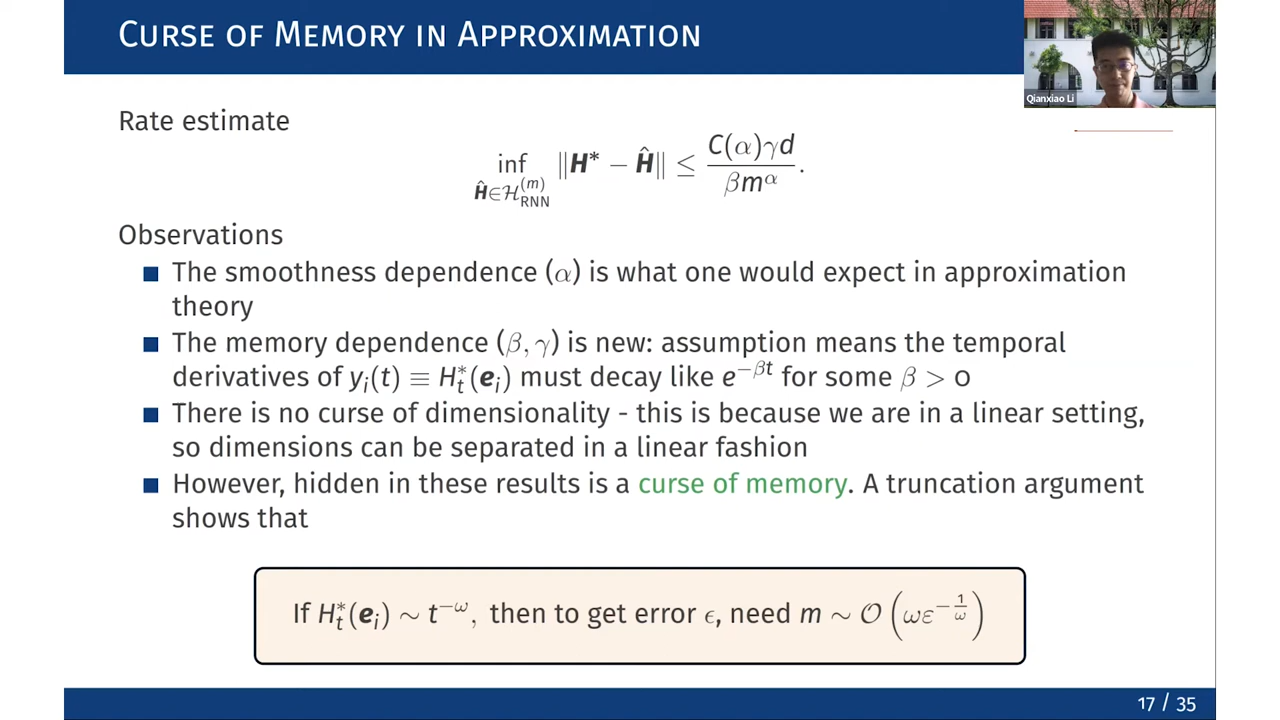 CURSE OF MEMORY IN APPROXIMATION
Qianxiao Li
Rate estimate
inf_{Ĥ∈ℋ_RNN^(m)} ‖H* − Ĥ‖ ≤ C(α)γd / βm^α .
Observations
The smoothness dependence (α) is what one would expect in approximation
theory
The memory dependence (β, γ) is new: assumption means the temporal
derivatives of y_i(t) ≡ H_t^*(e_i) must decay like e^{−βt} for some β > 0
There is no curse of dimensionality - this is because we are in a linear setting,
so dimensions can be separated in a linear fashion
However, hidden in these results is a curse of memory. A truncation argument
shows that
If H_t^*(e_i) ∼ t^{−ω}, then to get error ϵ, need m ∼ 𝒪(ωε^{−1/ω})
17 / 35